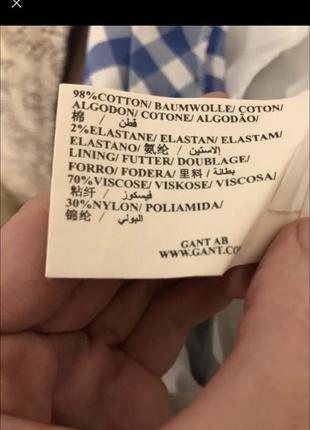 98%COTTON/ BAUMWOLLE/ COTON/
ALGODON/ COTONE/ ALGODÃO/
棉 / قطن
2%ELASTANE/ ELASTAN/ ELASTAM/
ELASTANO/ 氨纶 / الاستين
LINING/ FUTTER/ DOUBLAGE/
FORRO/ FODERA/ 里料 / بطانة
70%VISCOSE/ VISKOSE/ VISCOSA/
粘纤 / فيسكوز
30%NYLON/ POLIAMIDA/
锦纶 / البولي
GANT AB
WWW.GANT.CO